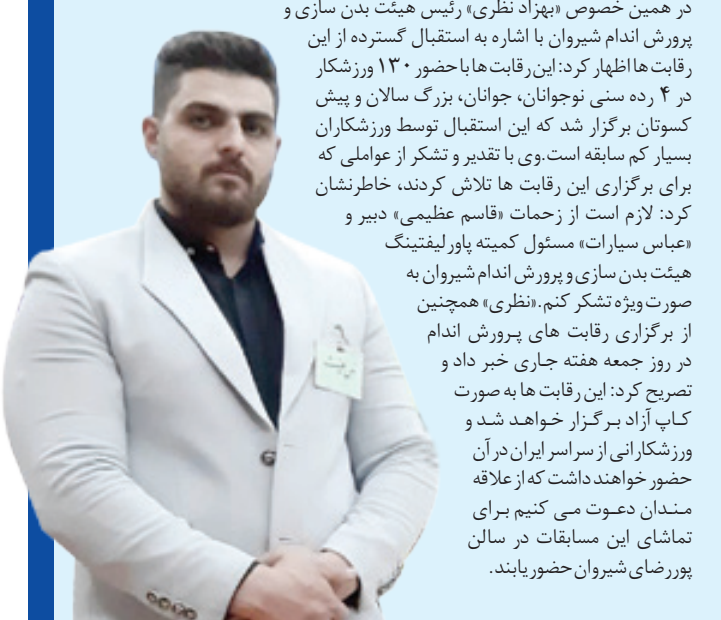 در همین خصوص «بهزاد نظری» رئیس هیئت بدن سازی و
پرورش اندام شیروان با اشاره به استقبال گسترده از این
رقابت ها اظهار کرد: این رقابت ها با حضور ۱۳۰ ورزشکار
در ۴ رده سنی نوجوانان، جوانان، بزرگ سالان و پیش
کسوتان برگزار شد که این استقبال توسط ورزشکاران
بسیار کم سابقه است.وی با تقدیر و تشکر از عواملی که
برای برگزاری این رقابت ها تلاش کردند، خاطرنشان
کرد: لازم است از زحمات «قاسم عظیمی» دبیر و
«عباس سیارات» مسئول کمیته پاورلیفتینگ
هیئت بدن سازی و پرورش اندام شیروان به
صورت ویژه تشکر کنم.«نظری» همچنین
از برگزاری رقابت های پرورش اندام
در روز جمعه هفته جاری خبر داد و
تصریح کرد: این رقابت ها به صورت
کاپ آزاد برگزار خواهد شد و
ورزشکارانی از سراسر ایران در آن
حضور خواهند داشت که از علاقه
مندان دعوت می کنیم برای
تماشای این مسابقات در سالن
پوررضای شیروان حضور یابند.